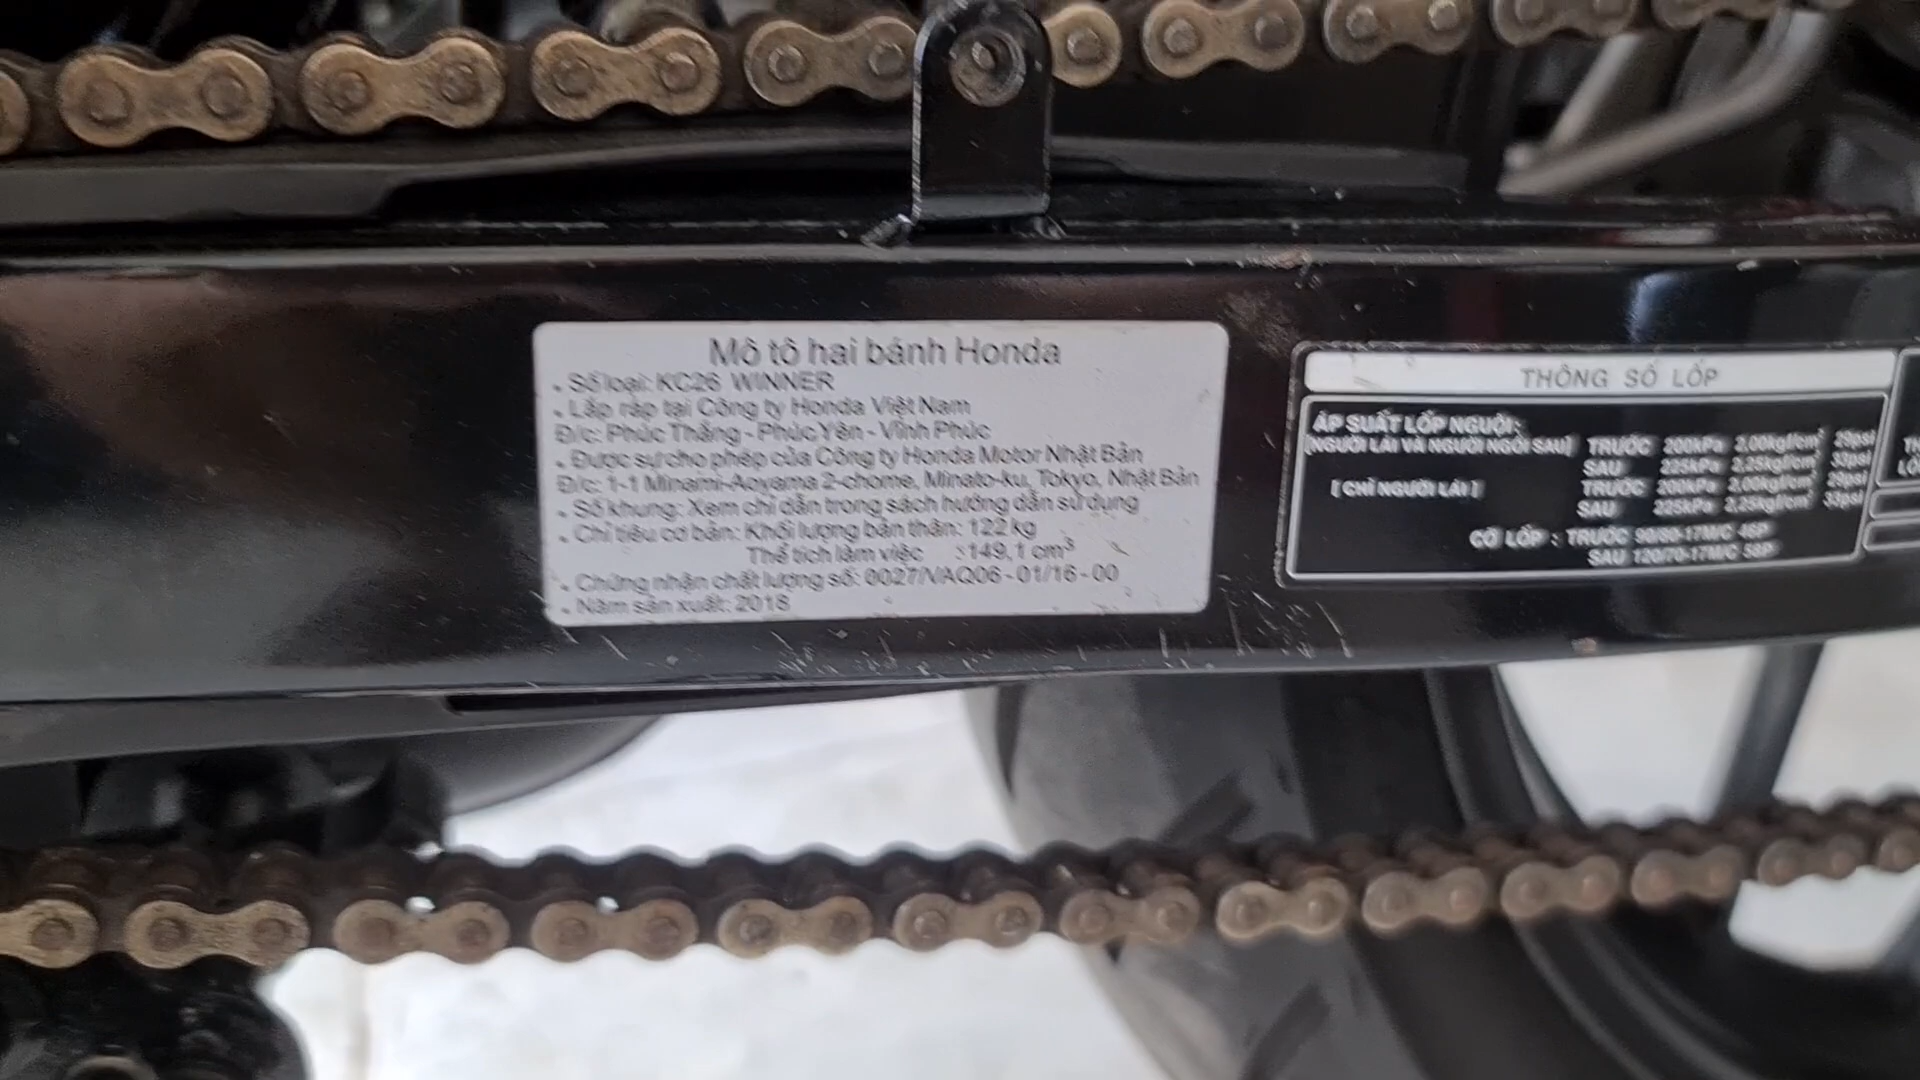 Mô tô hai bánh Honda
• Số loại: KC26 WINNER
• Lắp ráp tại Công ty Honda Việt Nam
Đ/c: Phúc Thắng - Phúc Yên - Vĩnh Phúc
• Được sự cho phép của Công ty Honda Motor Nhật Bản
Đ/c: 1-1 Minami-Aoyama 2-chome, Minato-ku, Tokyo, Nhật Bản
• Số khung: Xem chỉ dẫn trong sách hướng dẫn sử dụng
• Chỉ tiêu cơ bản: Khối lượng bản thân: 122 kg
Thể tích làm việc : 149,1 cm³
• Chứng nhận chất lượng số: 0027/VAQ06 - 01/16 - 00
• Năm sản xuất: 2018
THÔNG SỐ LỐP
ÁP SUẤT LỐP NGUỘI:
[NGƯỜI LÁI VÀ NGƯỜI NGỒI SAU] TRƯỚC 200kPa 2,00kgf/cm² 29psi
SAU 225kPa 2,25kgf/cm² 33psi
[CHỈ NGƯỜI LÁI] TRƯỚC 200kPa 2,00kgf/cm² 29psi
SAU 225kPa 2,25kgf/cm² 33psi
CỠ LỐP : TRƯỚC 90/80-17M/C 46P
SAU 120/70-17M/C 58P